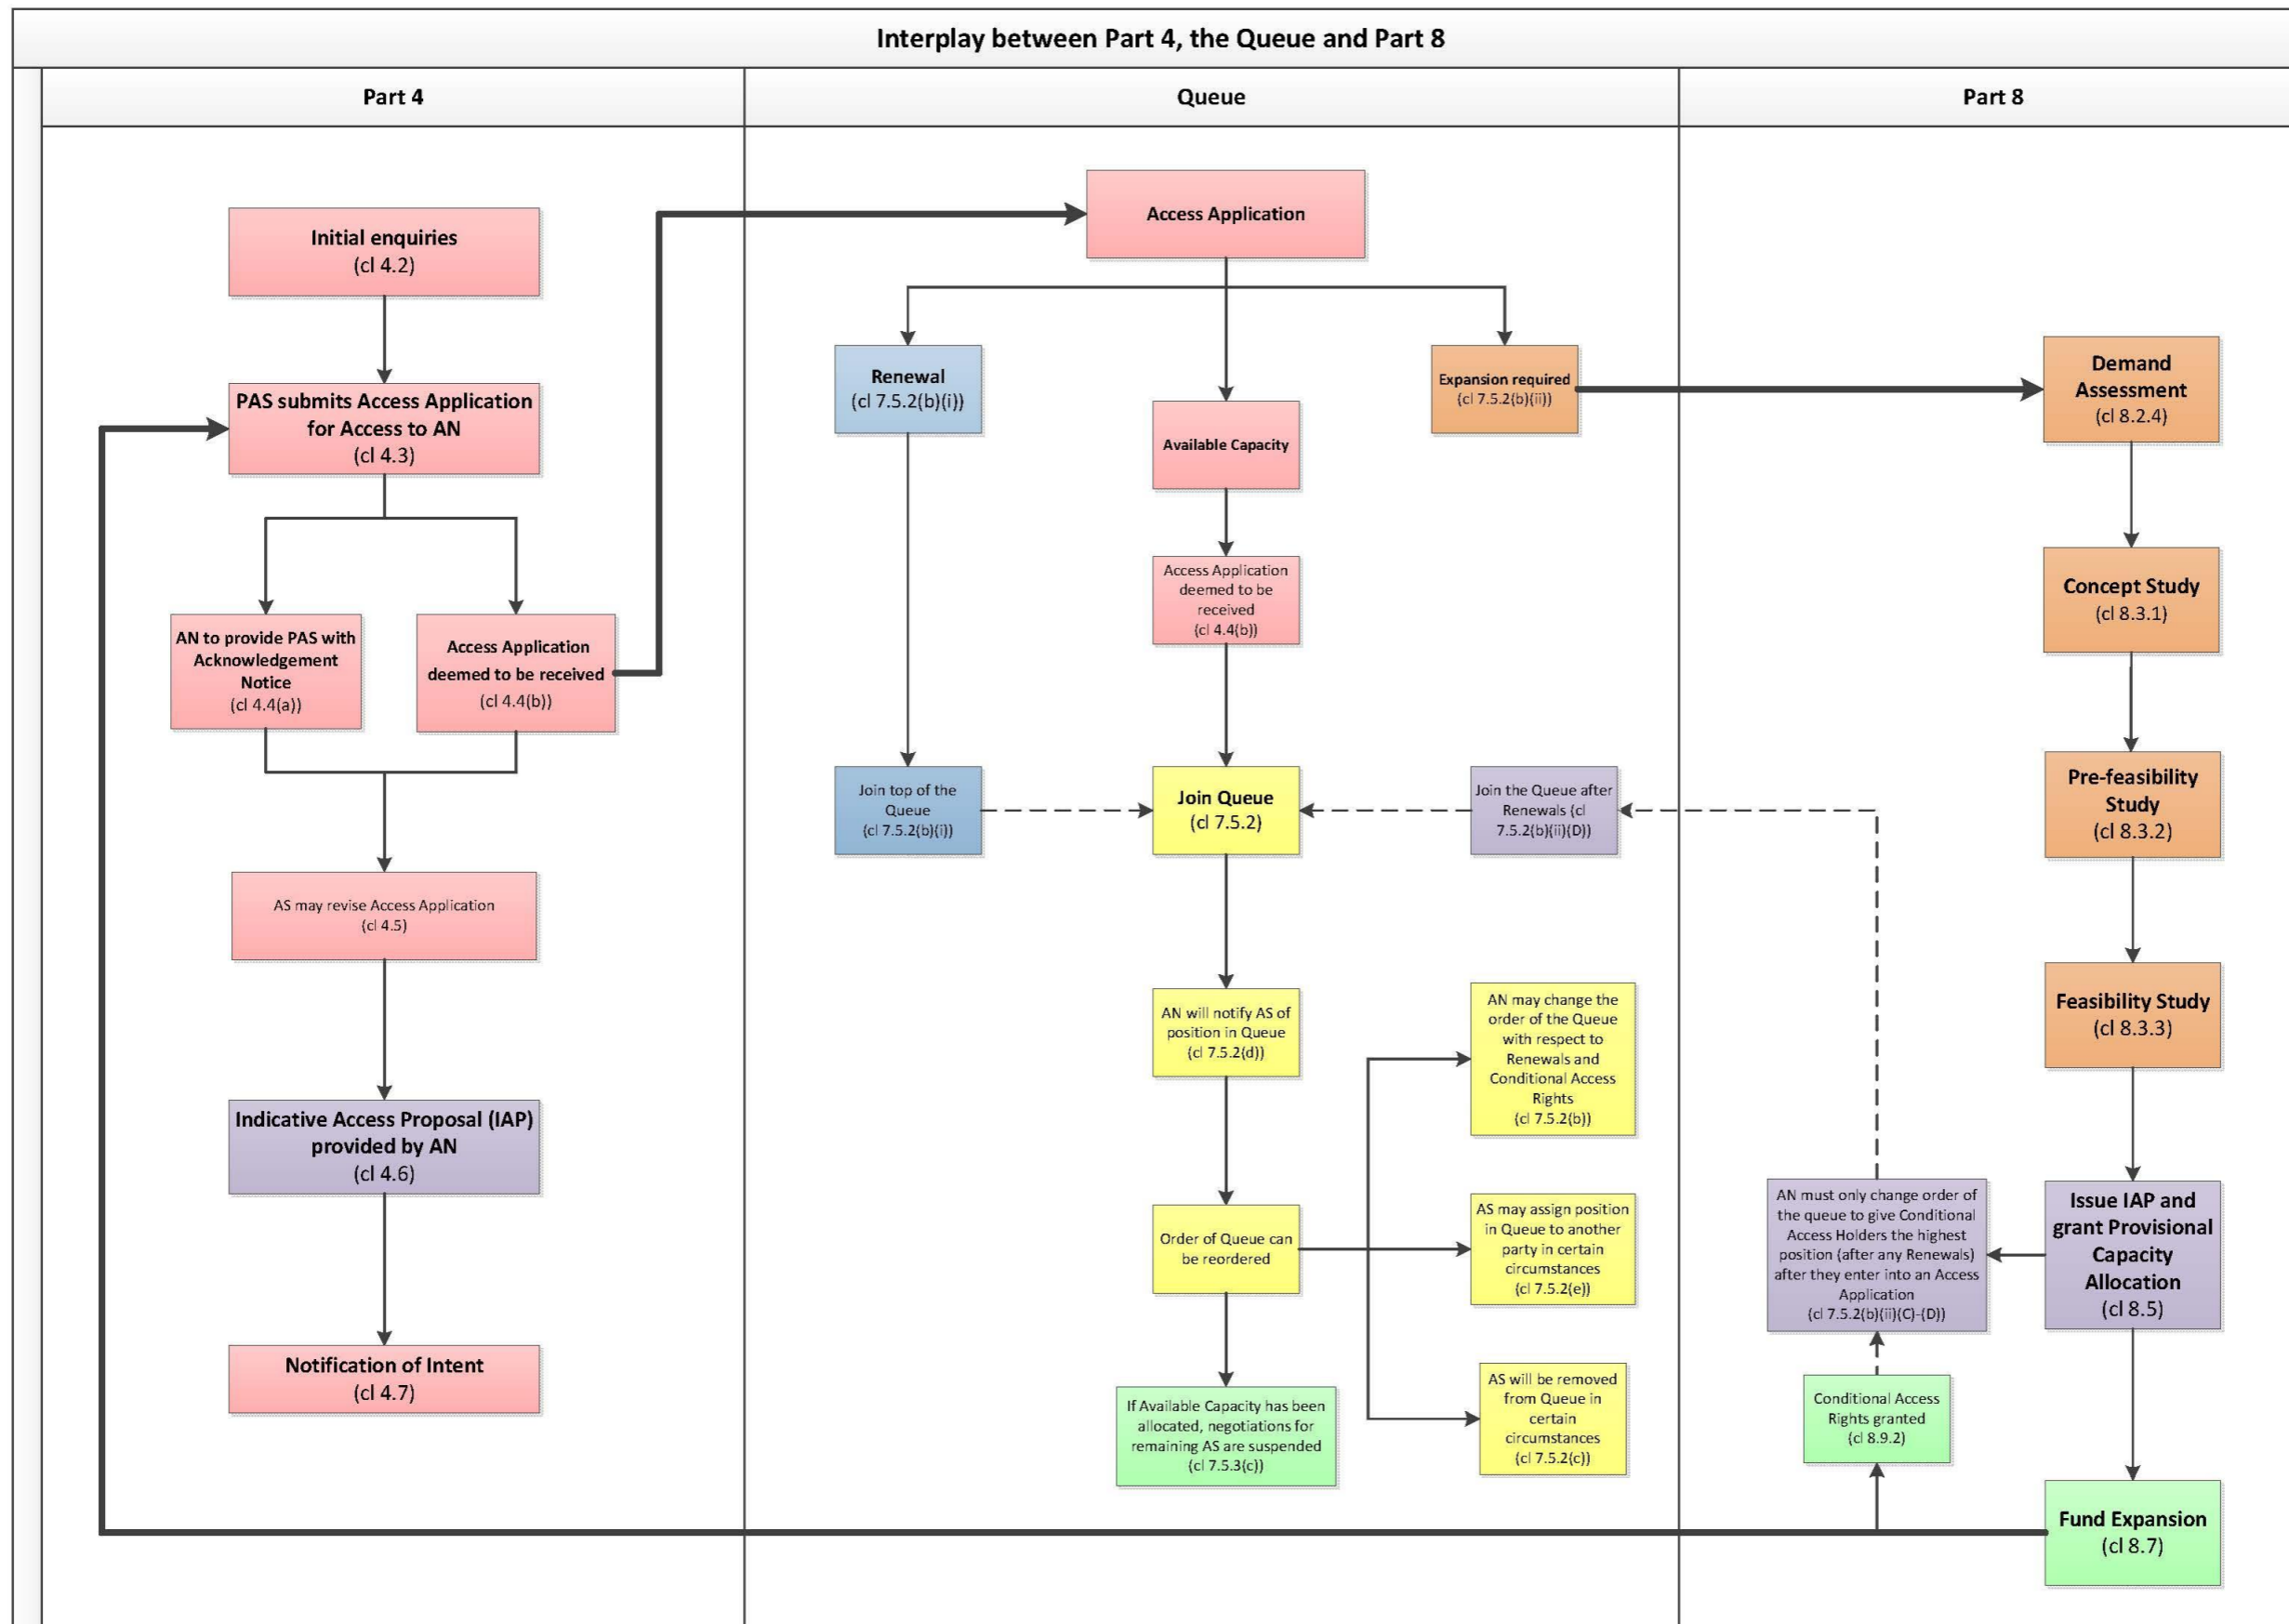 Interplay between Part 4, the Queue and Part 8
Part 4
Queue
Part 8
Initial enquiries
(cl 4.2)
PAS submits Access Application
for Access to AN
(cl 4.3)
AN to provide PAS with
Acknowledgement
Notice
(cl 4.4(a))
Access Application
deemed to be received
(cl 4.4(b))
AS may revise Access Application
(cl 4.5)
Indicative Access Proposal (IAP)
provided by AN
(cl 4.6)
Notification of Intent
(cl 4.7)
Access Application
Renewal
(cl 7.5.2(b)(i))
Available Capacity
Expansion required
(cl 7.5.2(b)(ii))
Access Application
deemed to be
received
(cl 4.4(b))
Join top of the
Queue
(cl 7.5.2(b)(i))
Join Queue
(cl 7.5.2)
Join the Queue after
Renewals (cl
7.5.2(b)(ii)(D))
AN will notify AS of
position in Queue
(cl 7.5.2(d))
Order of Queue can
be reordered
If Available Capacity has been
allocated, negotiations for
remaining AS are suspended
(cl 7.5.3(c))
AN may change the
order of the Queue
with respect to
Renewals and
Conditional Access
Rights
(cl 7.5.2(b))
AS may assign position
in Queue to another
party in certain
circumstances
(cl 7.5.2(e))
AS will be removed
from Queue in
certain
circumstances
(cl 7.5.2(c))
Demand
Assessment
(cl 8.2.4)
Concept Study
(cl 8.3.1)
Pre-feasibility
Study
(cl 8.3.2)
Feasibility Study
(cl 8.3.3)
Issue IAP and
grant Provisional
Capacity
Allocation
(cl 8.5)
AN must only change order of
the queue to give Conditional
Access Holders the highest
position (after any Renewals)
after they enter into an Access
Application
(cl 7.5.2(b)(ii)(C)-(D))
Conditional Access
Rights granted
(cl 8.9.2)
Fund Expansion
(cl 8.7)